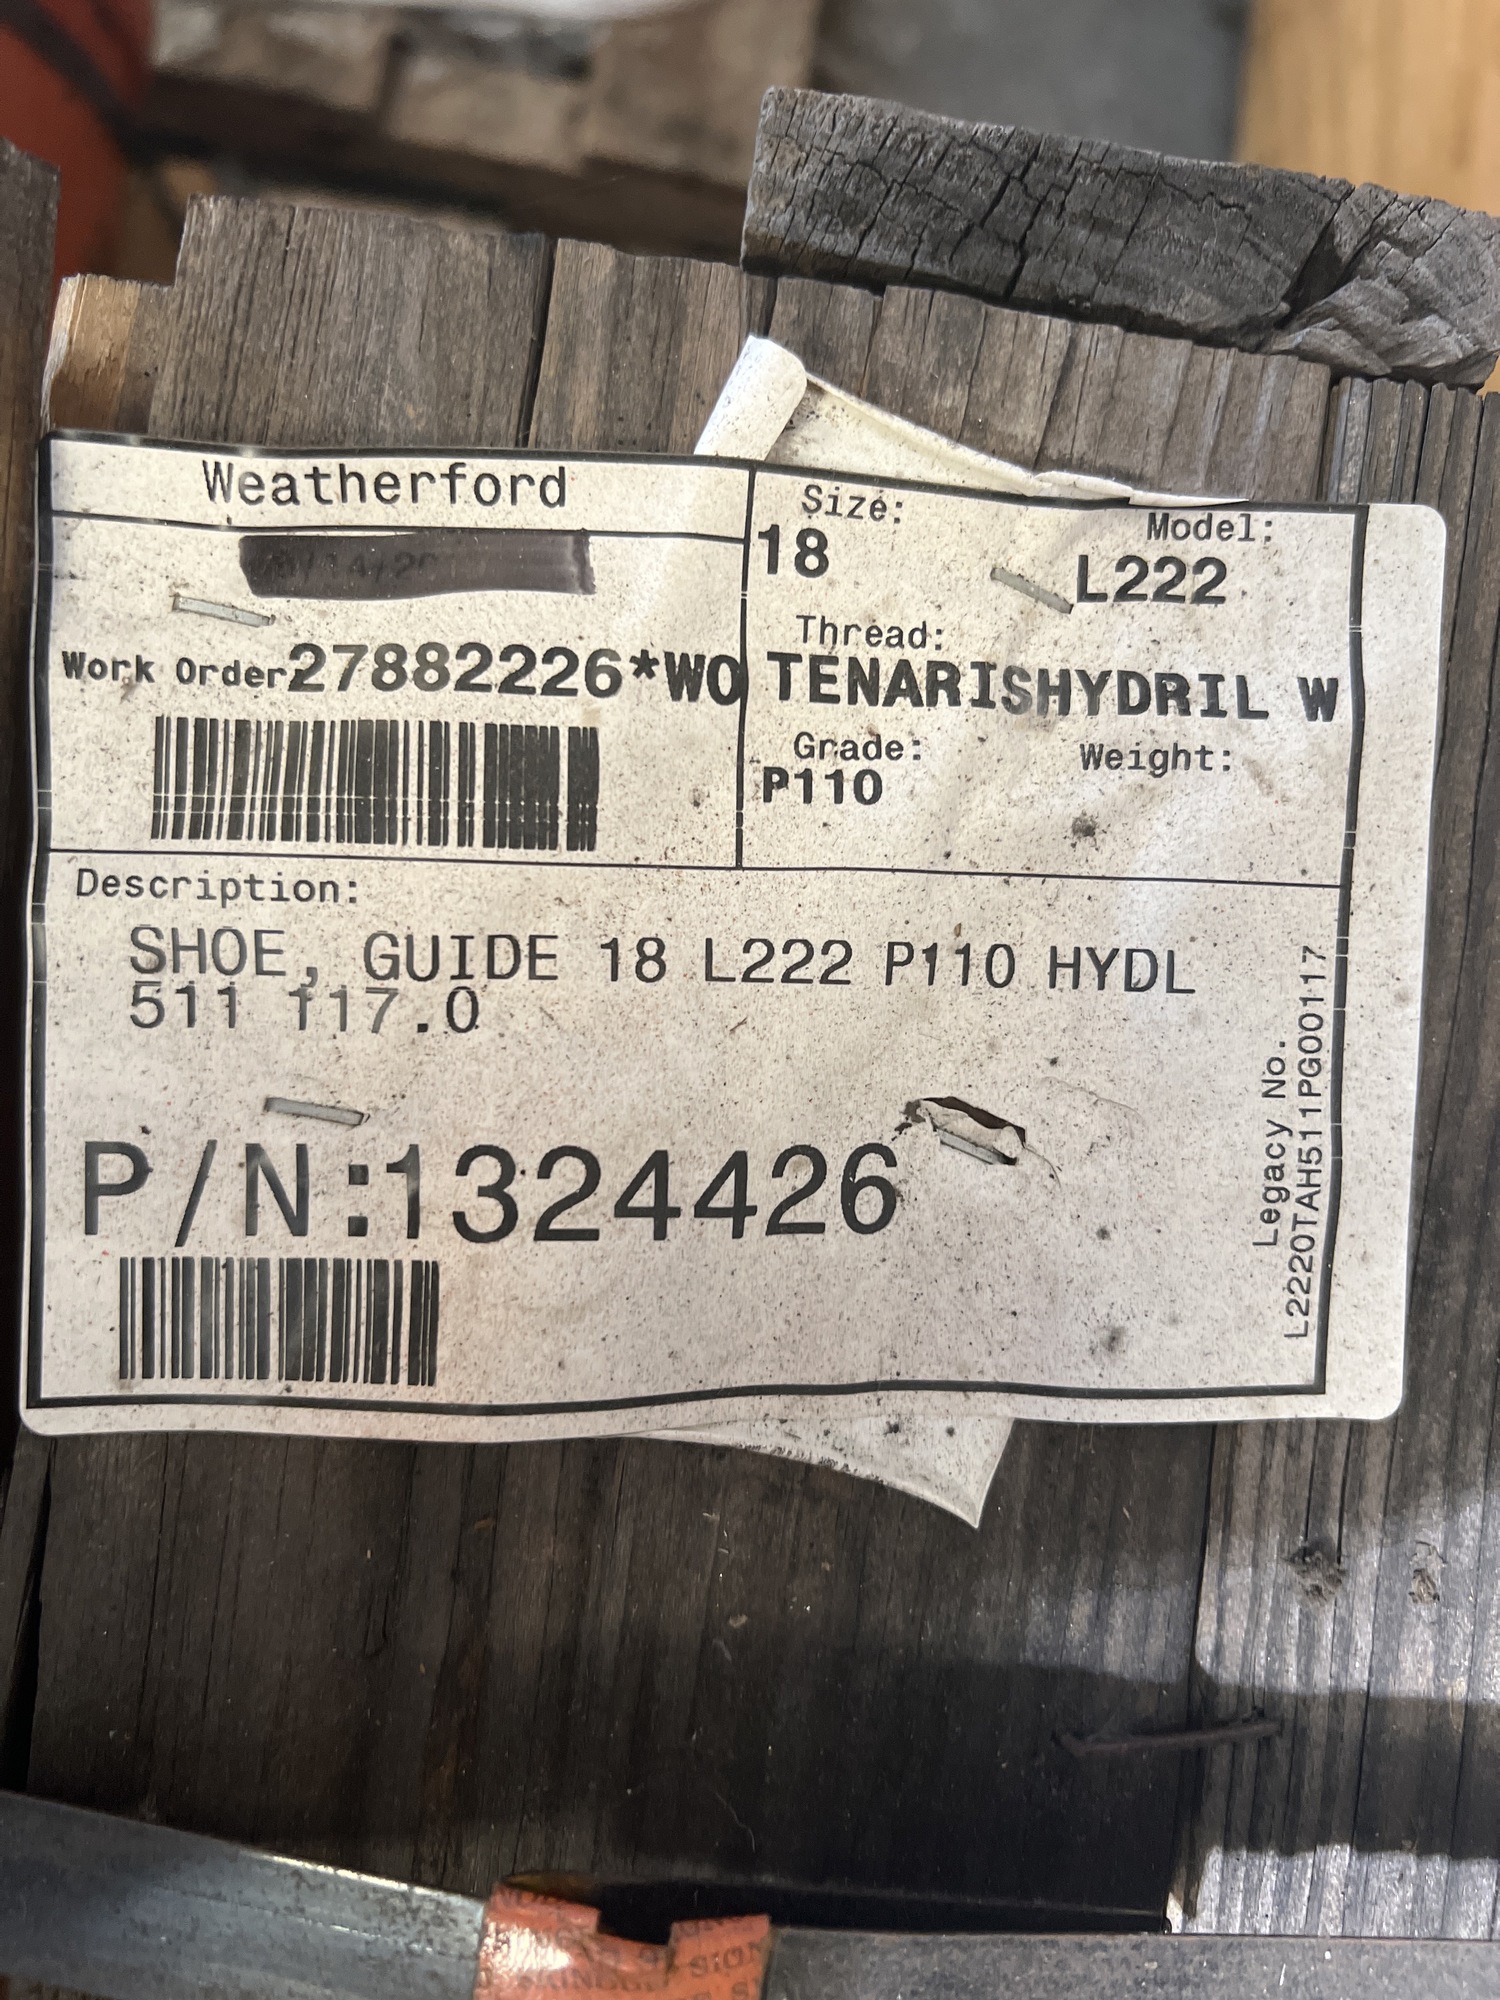 Weatherford
Work Order27882226*WO
Size:
18
Model:
L222
Thread:
TENARISHYDRIL W
Grade:
P110
Weight:
Description:
SHOE, GUIDE 18 L222 P110 HYDL
511 117.0
P/N:1324426
Legacy No.
L222OTAH511PG00117